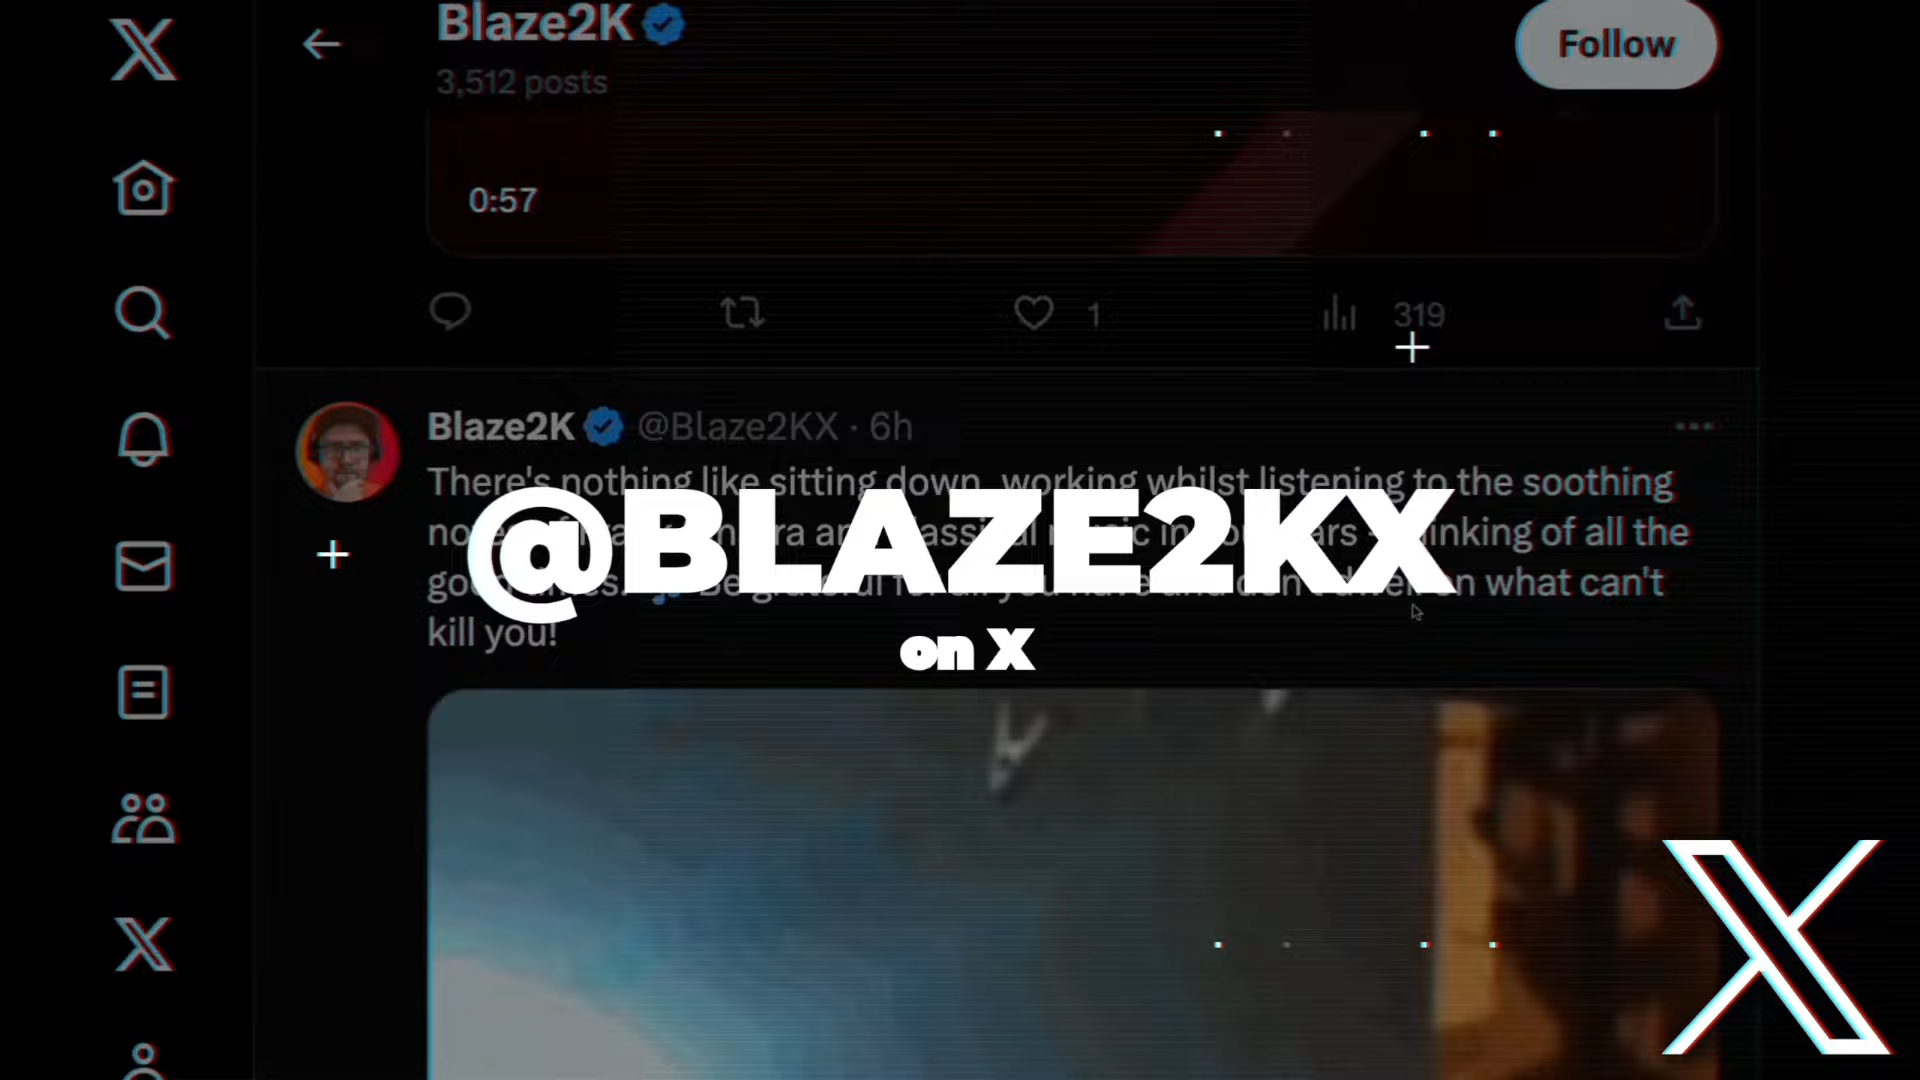 Blaze2K
3,512 posts
Follow
0:57
1
319
Blaze2K @Blaze2KX · 6h
There's nothing like sitting down, working whilst listening to the soothing
of all the
what can't
kill you!
@BLAZE2KX
on X